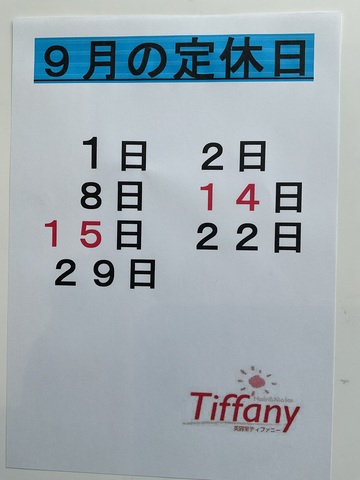 ９月の定休日
１日 ２日
８日 １４日
１５日 ２２日
２９日
Tiffany
美容室ティファニー